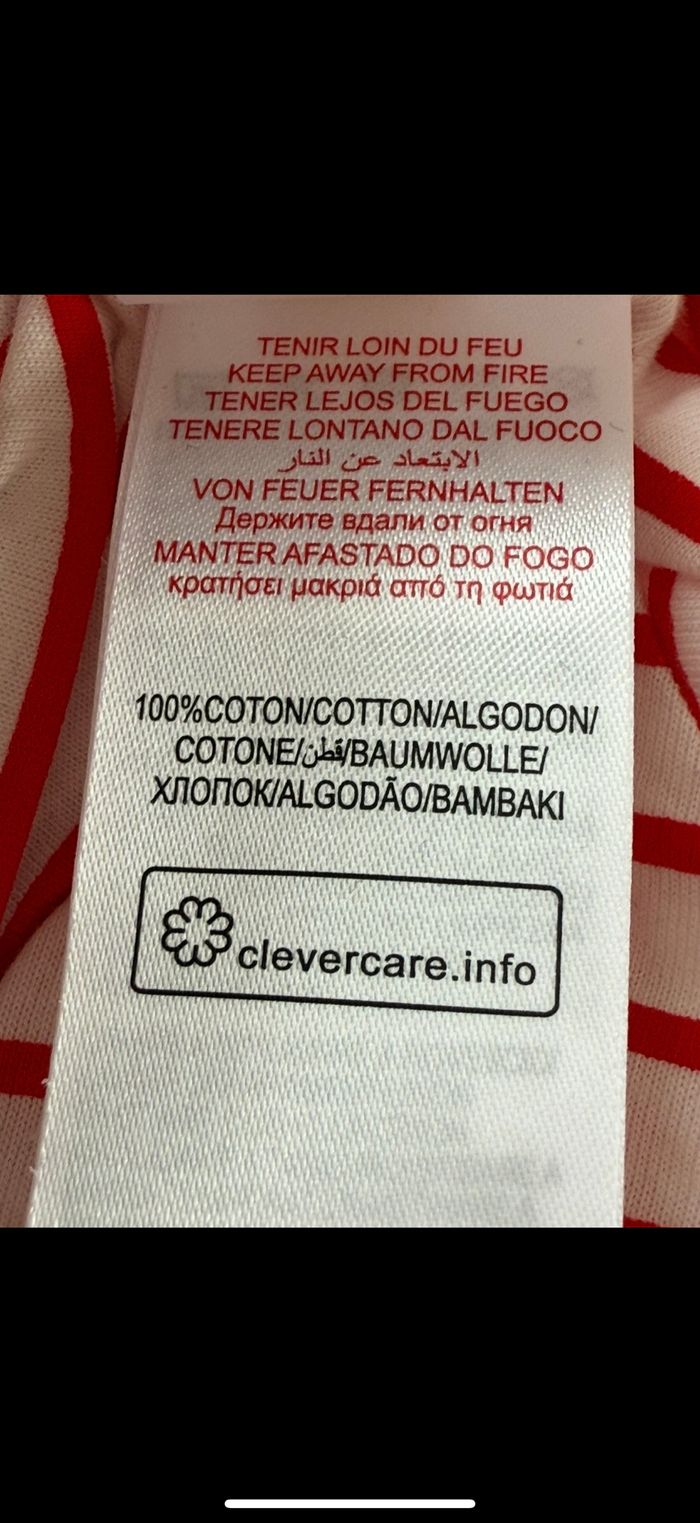 TENIR LOIN DU FEU
KEEP AWAY FROM FIRE
TENER LEJOS DEL FUEGO
TENERE LONTANO DAL FUOCO
الابتعاد عن النار
VON FEUER FERNHALTEN
Держите вдали от огня
MANTER AFASTADO DO FOGO
κρατήσει μακριά από τη φωτιά
100%COTON/COTTON/ALGODON/
COTONE/قطن/BAUMWOLLE/
ХЛОПОК/ALGODÃO/BAMBAKI
clevercare.info